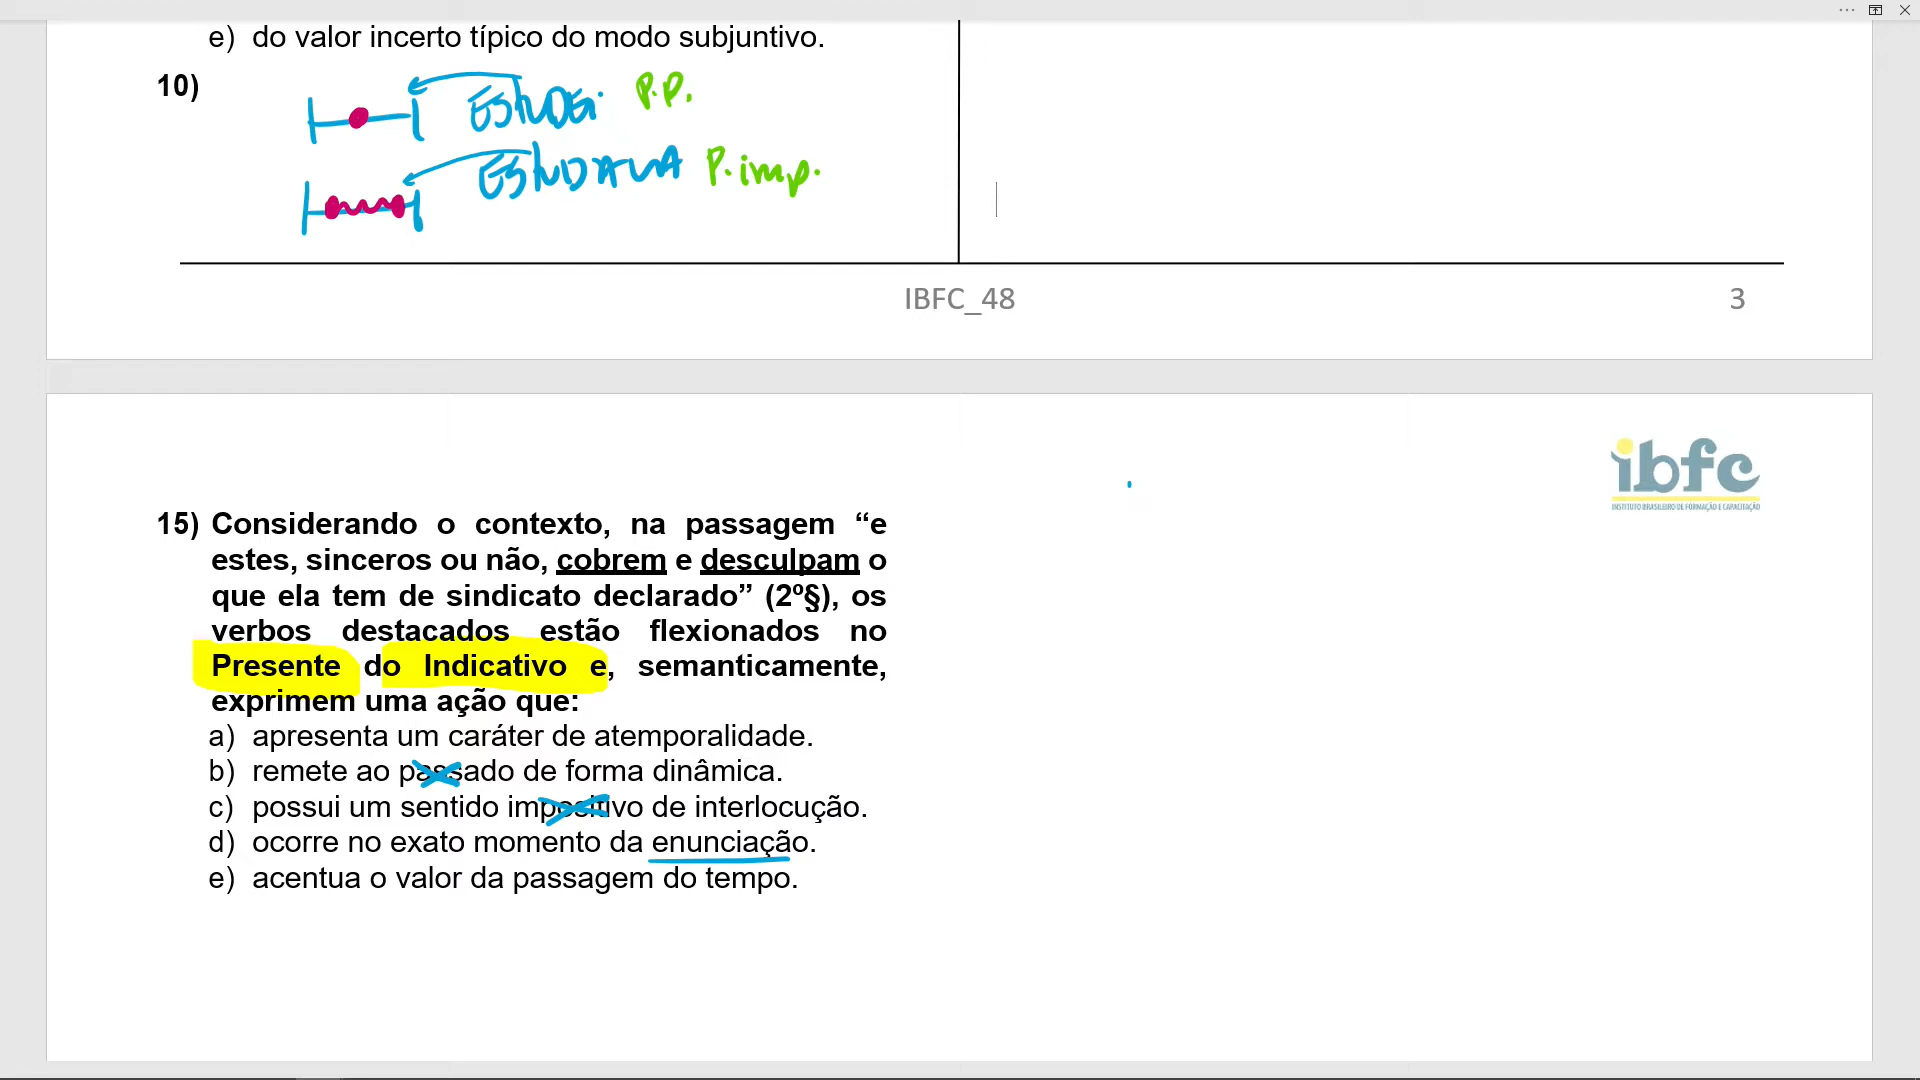 e) do valor incerto típico do modo subjuntivo.
10)
ESTUDEI P.P.
ESTUDAVA P. imp.
IBFC_48 3
ibfc
INSTITUTO BRASILEIRO DE FORMAÇÃO E CAPACITAÇÃO
15) Considerando o contexto, na passagem “e
estes, sinceros ou não, cobrem e desculpam o
que ela tem de sindicato declarado” (2º§), os
verbos destacados estão flexionados no
Presente do Indicativo e, semanticamente,
exprimem uma ação que:
a) apresenta um caráter de atemporalidade.
b) remete ao passado de forma dinâmica.
c) possui um sentido impositivo de interlocução.
d) ocorre no exato momento da enunciação.
e) acentua o valor da passagem do tempo.